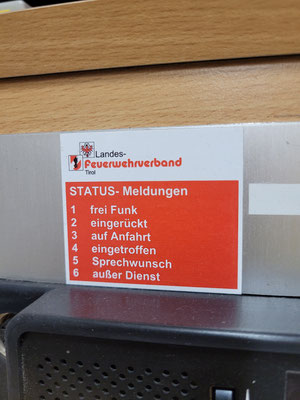 Landes-
Feuerwehrverband
Tirol
STATUS- Meldungen
1 frei Funk
2 eingerückt
3 auf Anfahrt
4 eingetroffen
5 Sprechwunsch
6 außer Dienst